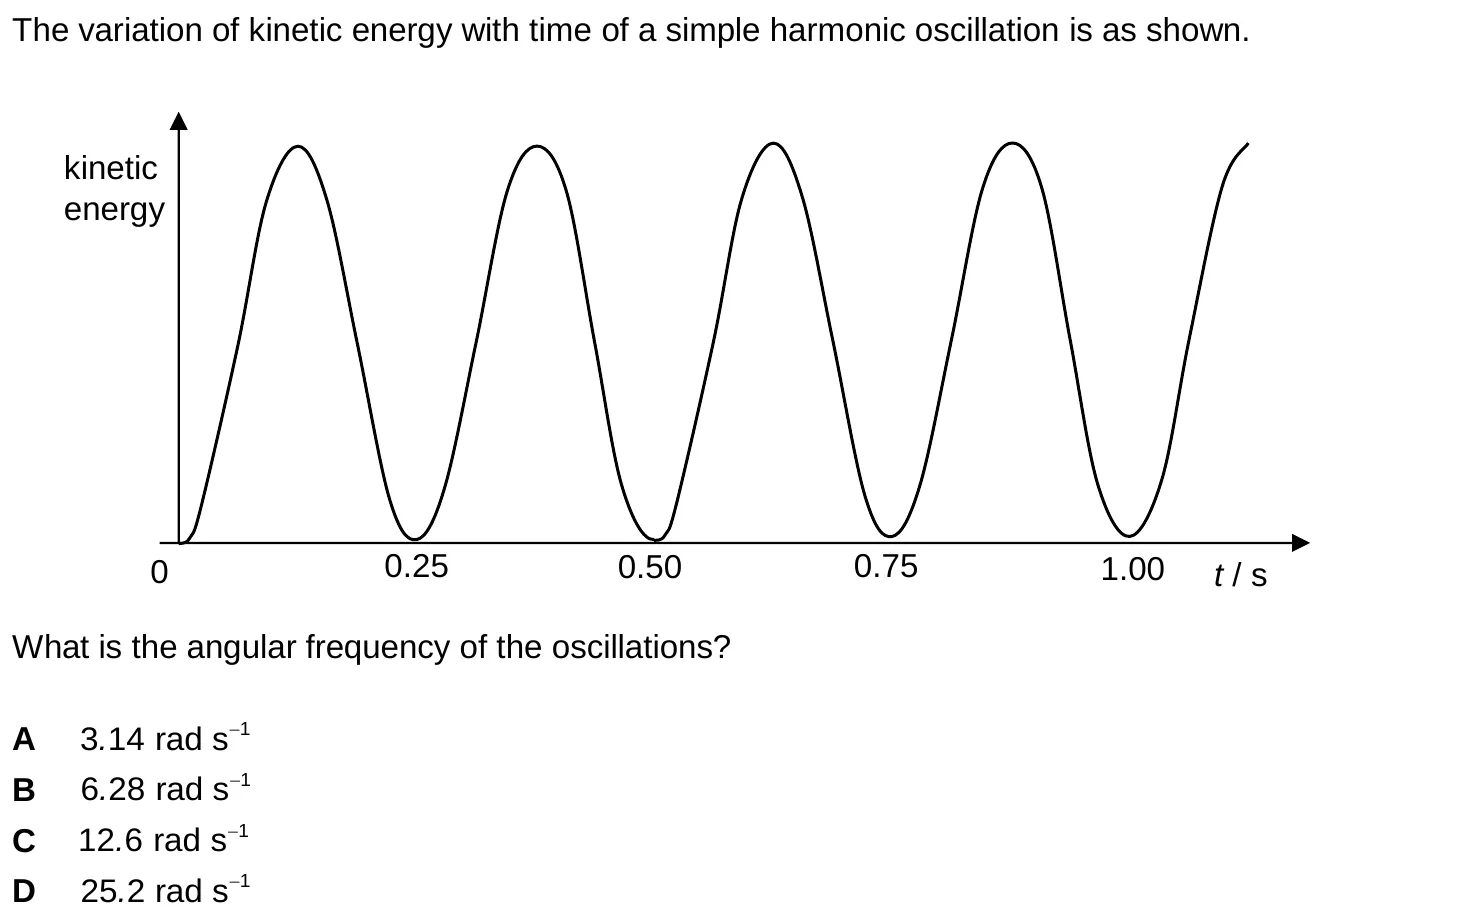 The variation of kinetic energy with time of a simple harmonic oscillation is as shown.
kinetic
energy
0
0.25
0.50
0.75
1.00
t / s
What is the angular frequency of the oscillations?
A 3.14 rad s⁻¹
B 6.28 rad s⁻¹
C 12.6 rad s⁻¹
D 25.2 rad s⁻¹